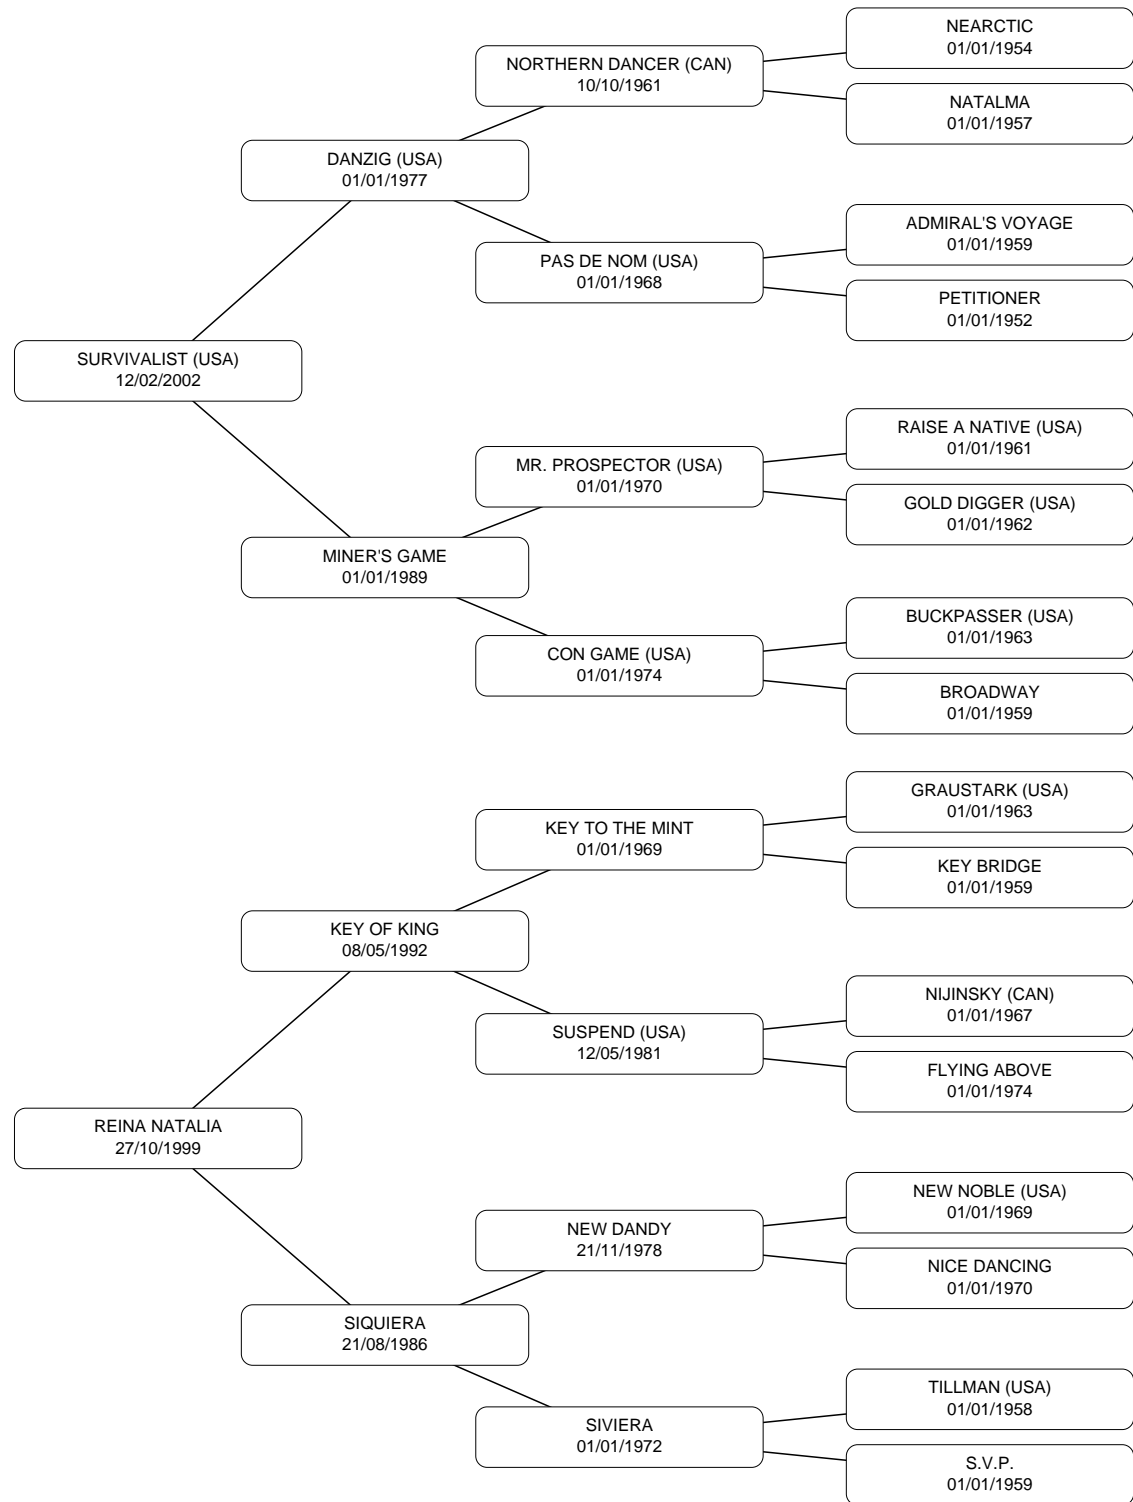 NEARCTIC
01/01/1954
NORTHERN DANCER (CAN)
10/10/1961
NATALMA
01/01/1957
DANZIG (USA)
01/01/1977
ADMIRAL'S VOYAGE
01/01/1959
PAS DE NOM (USA)
01/01/1968
PETITIONER
01/01/1952
SURVIVALIST (USA)
12/02/2002
RAISE A NATIVE (USA)
01/01/1961
MR. PROSPECTOR (USA)
01/01/1970
GOLD DIGGER (USA)
01/01/1962
MINER'S GAME
01/01/1989
BUCKPASSER (USA)
01/01/1963
CON GAME (USA)
01/01/1974
BROADWAY
01/01/1959
GRAUSTARK (USA)
01/01/1963
KEY TO THE MINT
01/01/1969
KEY BRIDGE
01/01/1959
KEY OF KING
08/05/1992
NIJINSKY (CAN)
01/01/1967
SUSPEND (USA)
12/05/1981
FLYING ABOVE
01/01/1974
REINA NATALIA
27/10/1999
NEW NOBLE (USA)
01/01/1969
NEW DANDY
21/11/1978
NICE DANCING
01/01/1970
SIQUIERA
21/08/1986
TILLMAN (USA)
01/01/1958
SIVIERA
01/01/1972
S.V.P.
01/01/1959